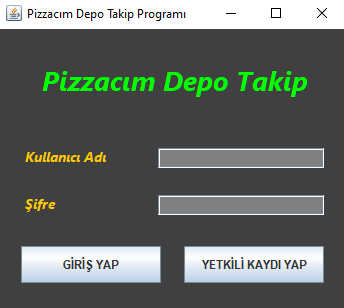 Pizzacım Depo Takip Programı
Pizzacım Depo Takip
Kullanıcı Adı
Şifre
GİRİŞ YAP
YETKİLİ KAYDI YAP